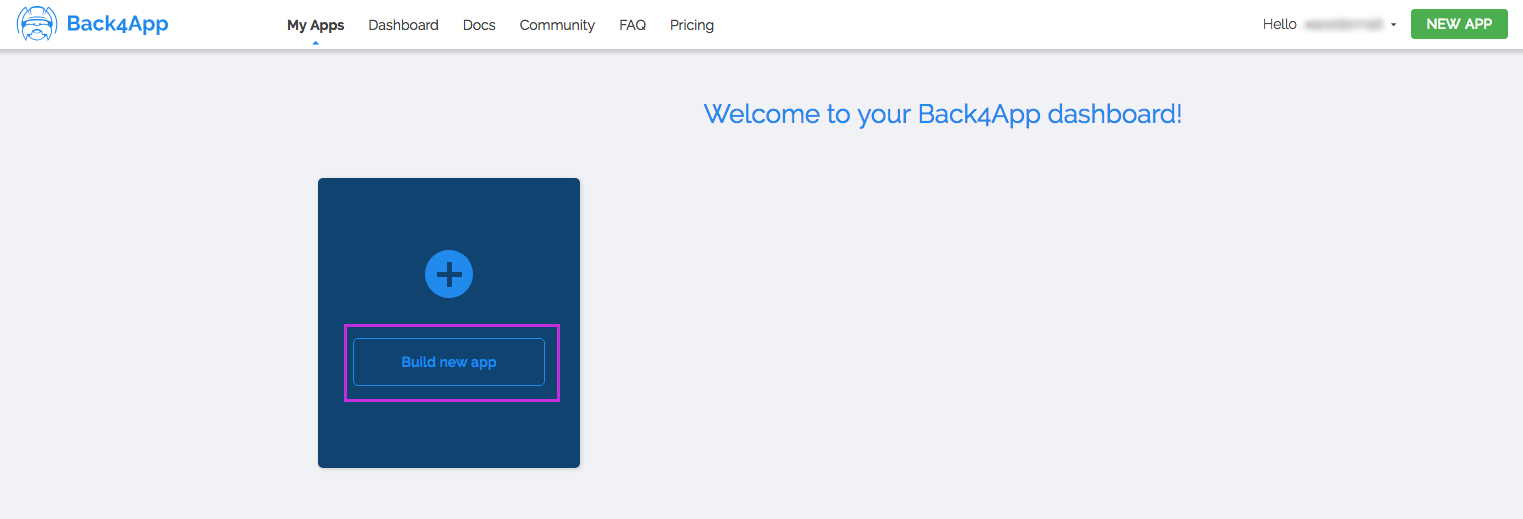 Back4App My Apps Dashboard Docs Community FAQ Pricing Hello NEW APP
Welcome to your Back4App dashboard!
Build new app